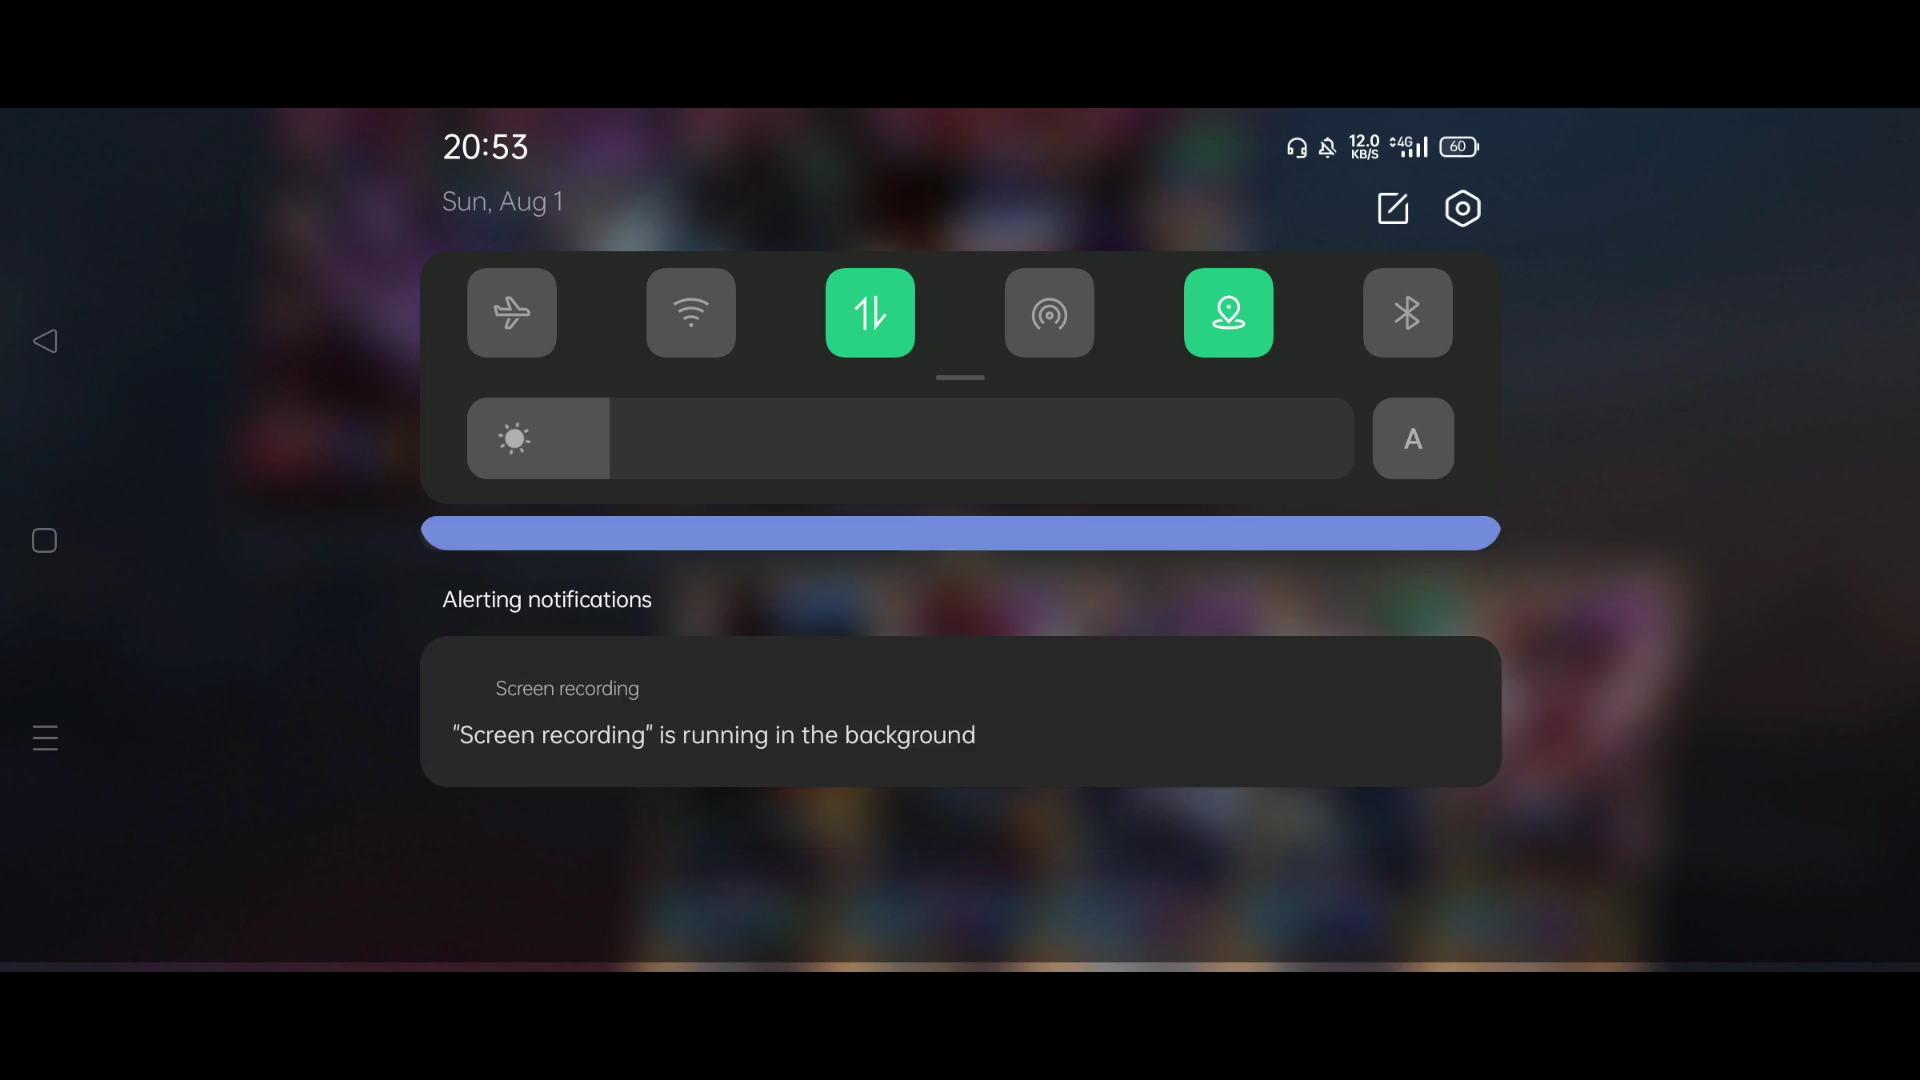 20:53
12.0
KB/S
4G
60
Sun, Aug 1
A
Alerting notifications
Screen recording
"Screen recording" is running in the background